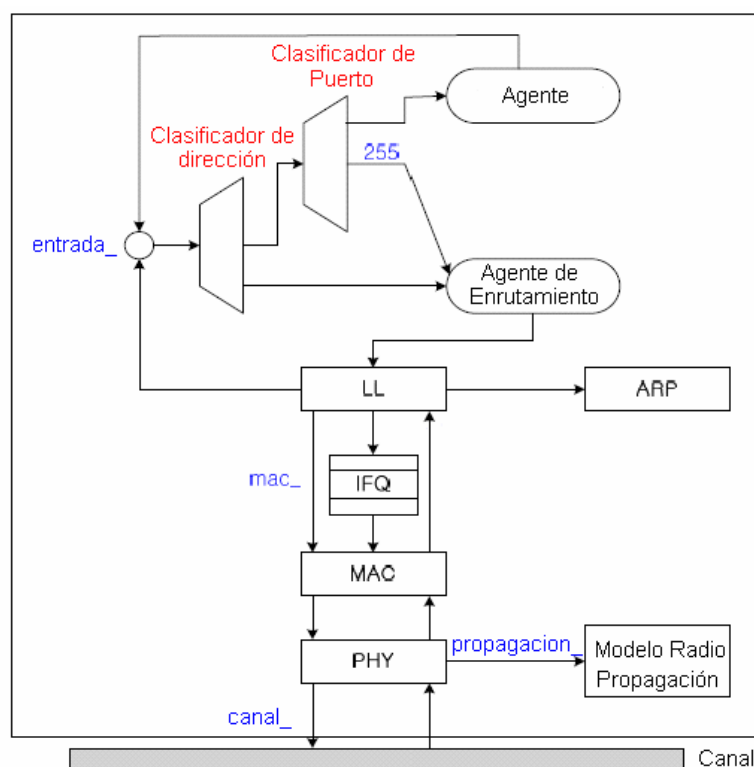 Clasificador de
Puerto
Agente
Clasificador de
dirección
255
entrada_
Agente de
Enrutamiento
LL
ARP
mac_
IFQ
MAC
PHY
propagacion_
Modelo Radio
Propagación
canal_
Canal